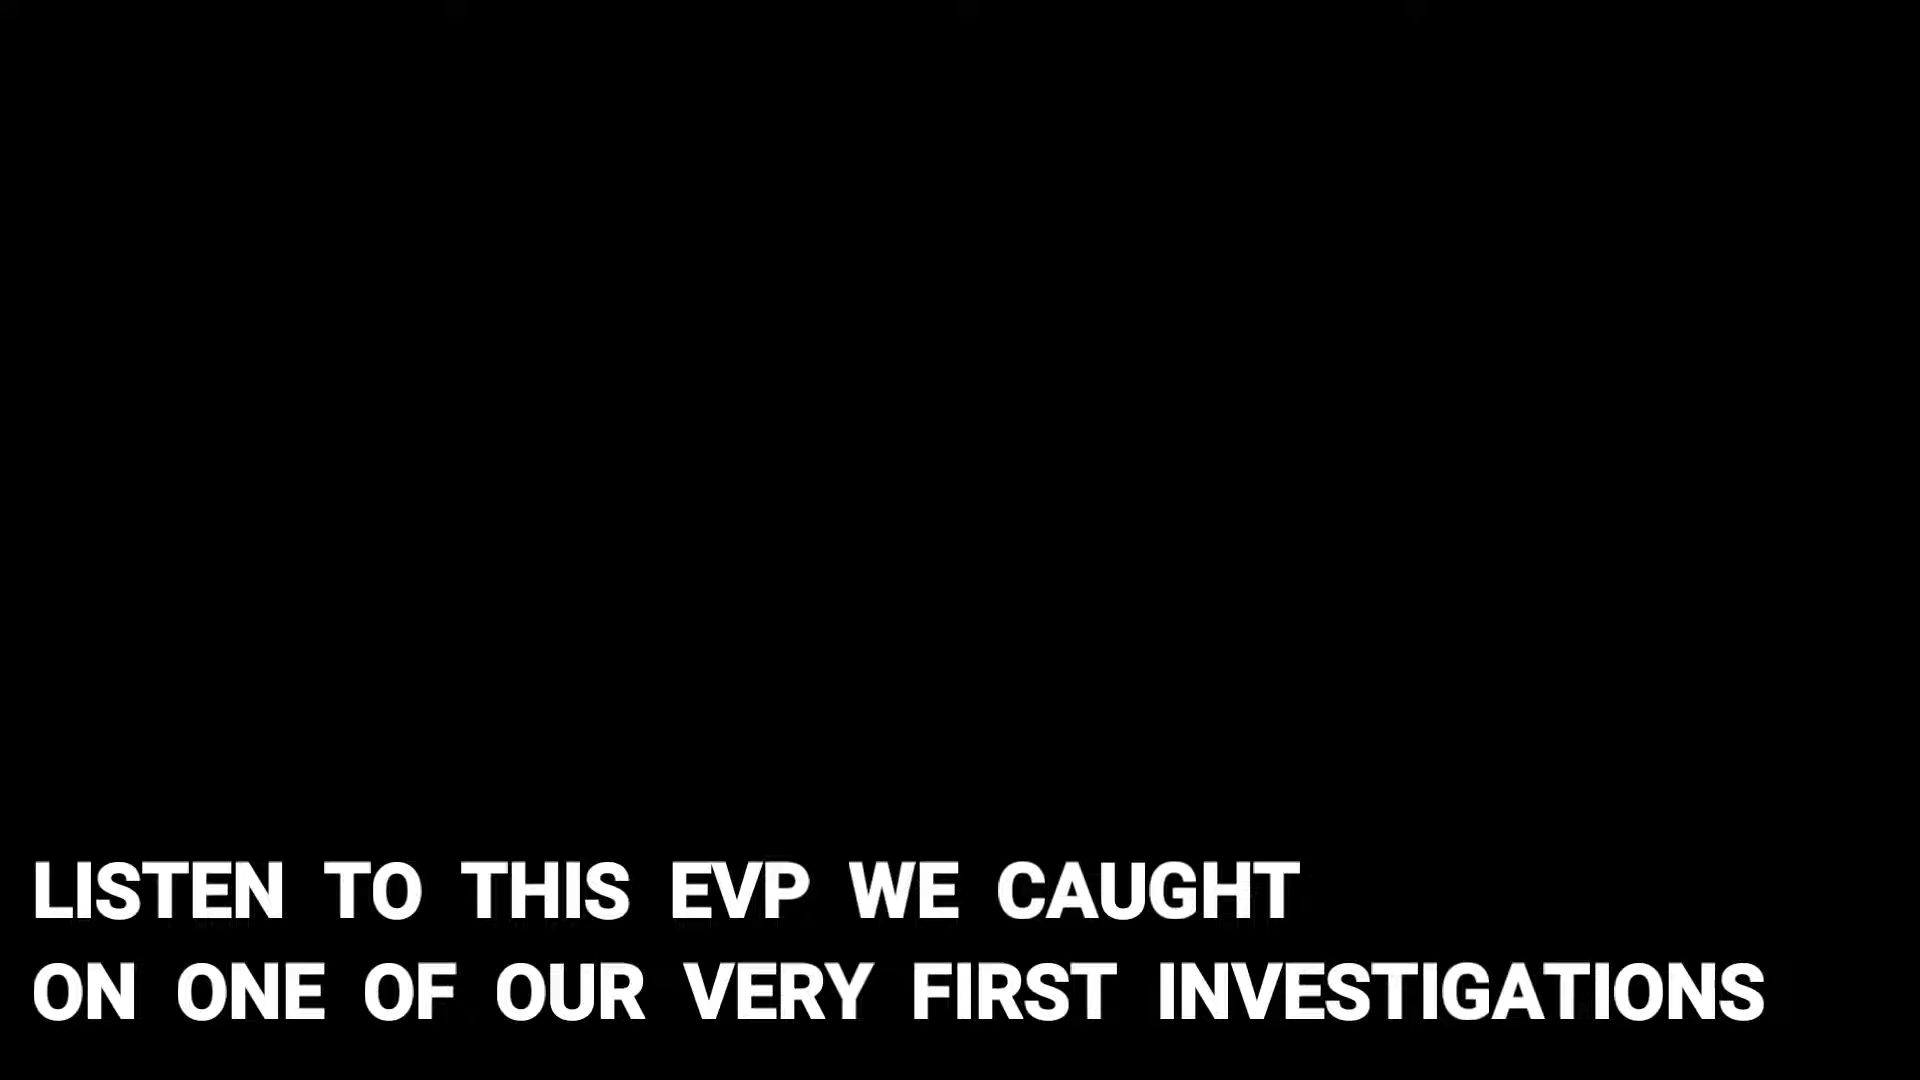 LISTEN TO THIS EVP WE CAUGHT
ON ONE OF OUR VERY FIRST INVESTIGATIONS